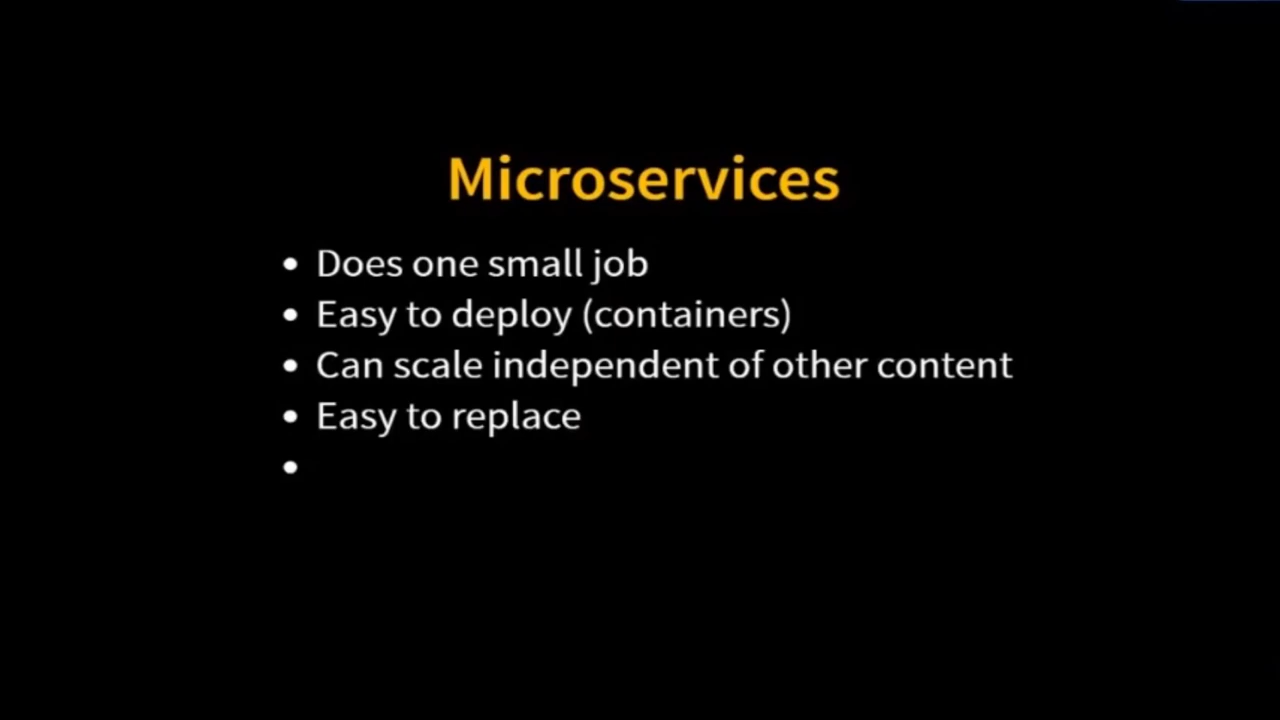 Microservices
• Does one small job
• Easy to deploy (containers)
• Can scale independent of other content
• Easy to replace
•